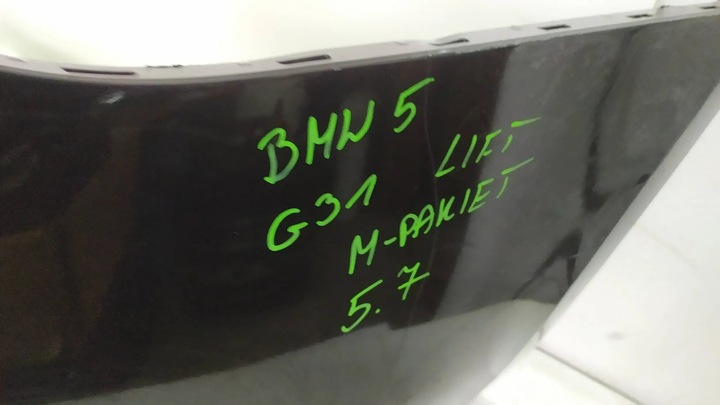 BMW 5
G31 LIFT
M-PAKIET
5.7